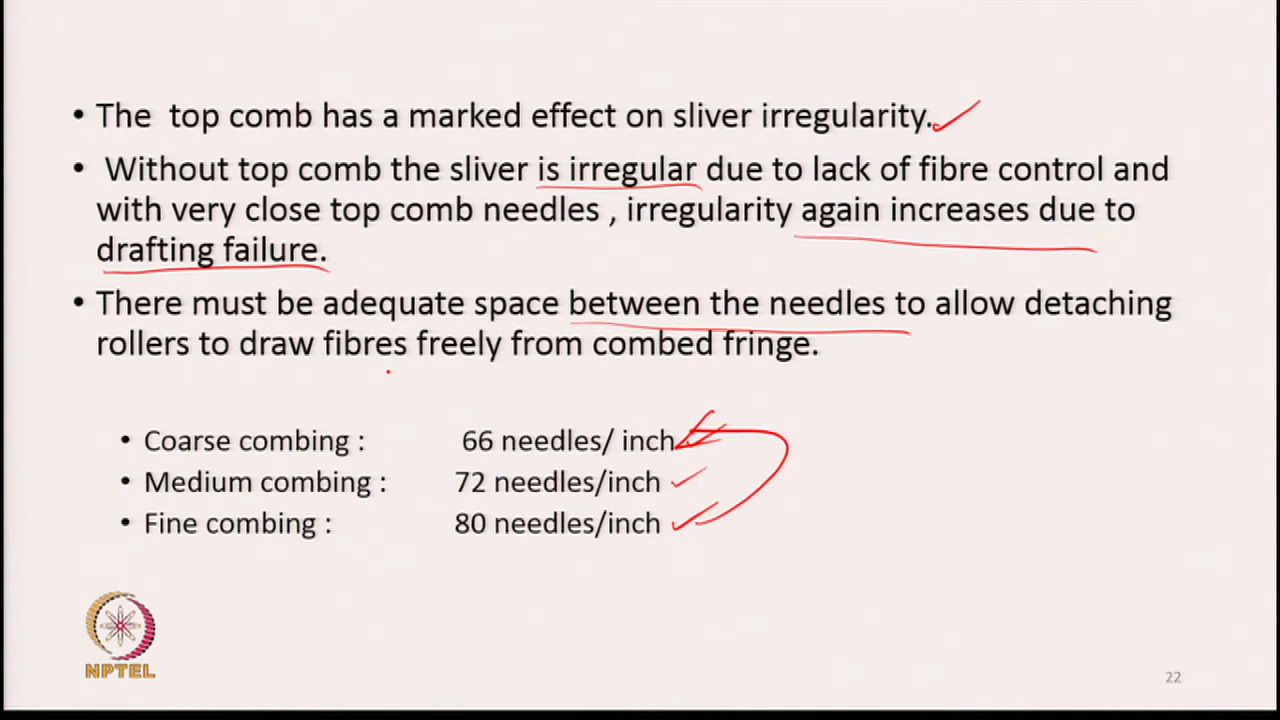 • The top comb has a marked effect on sliver irregularity.
• Without top comb the sliver is irregular due to lack of fibre control and
with very close top comb needles , irregularity again increases due to
drafting failure.
• There must be adequate space between the needles to allow detaching
rollers to draw fibres freely from combed fringe.
• Coarse combing : 66 needles/ inch
• Medium combing : 72 needles/inch
• Fine combing : 80 needles/inch
NPTEL
22